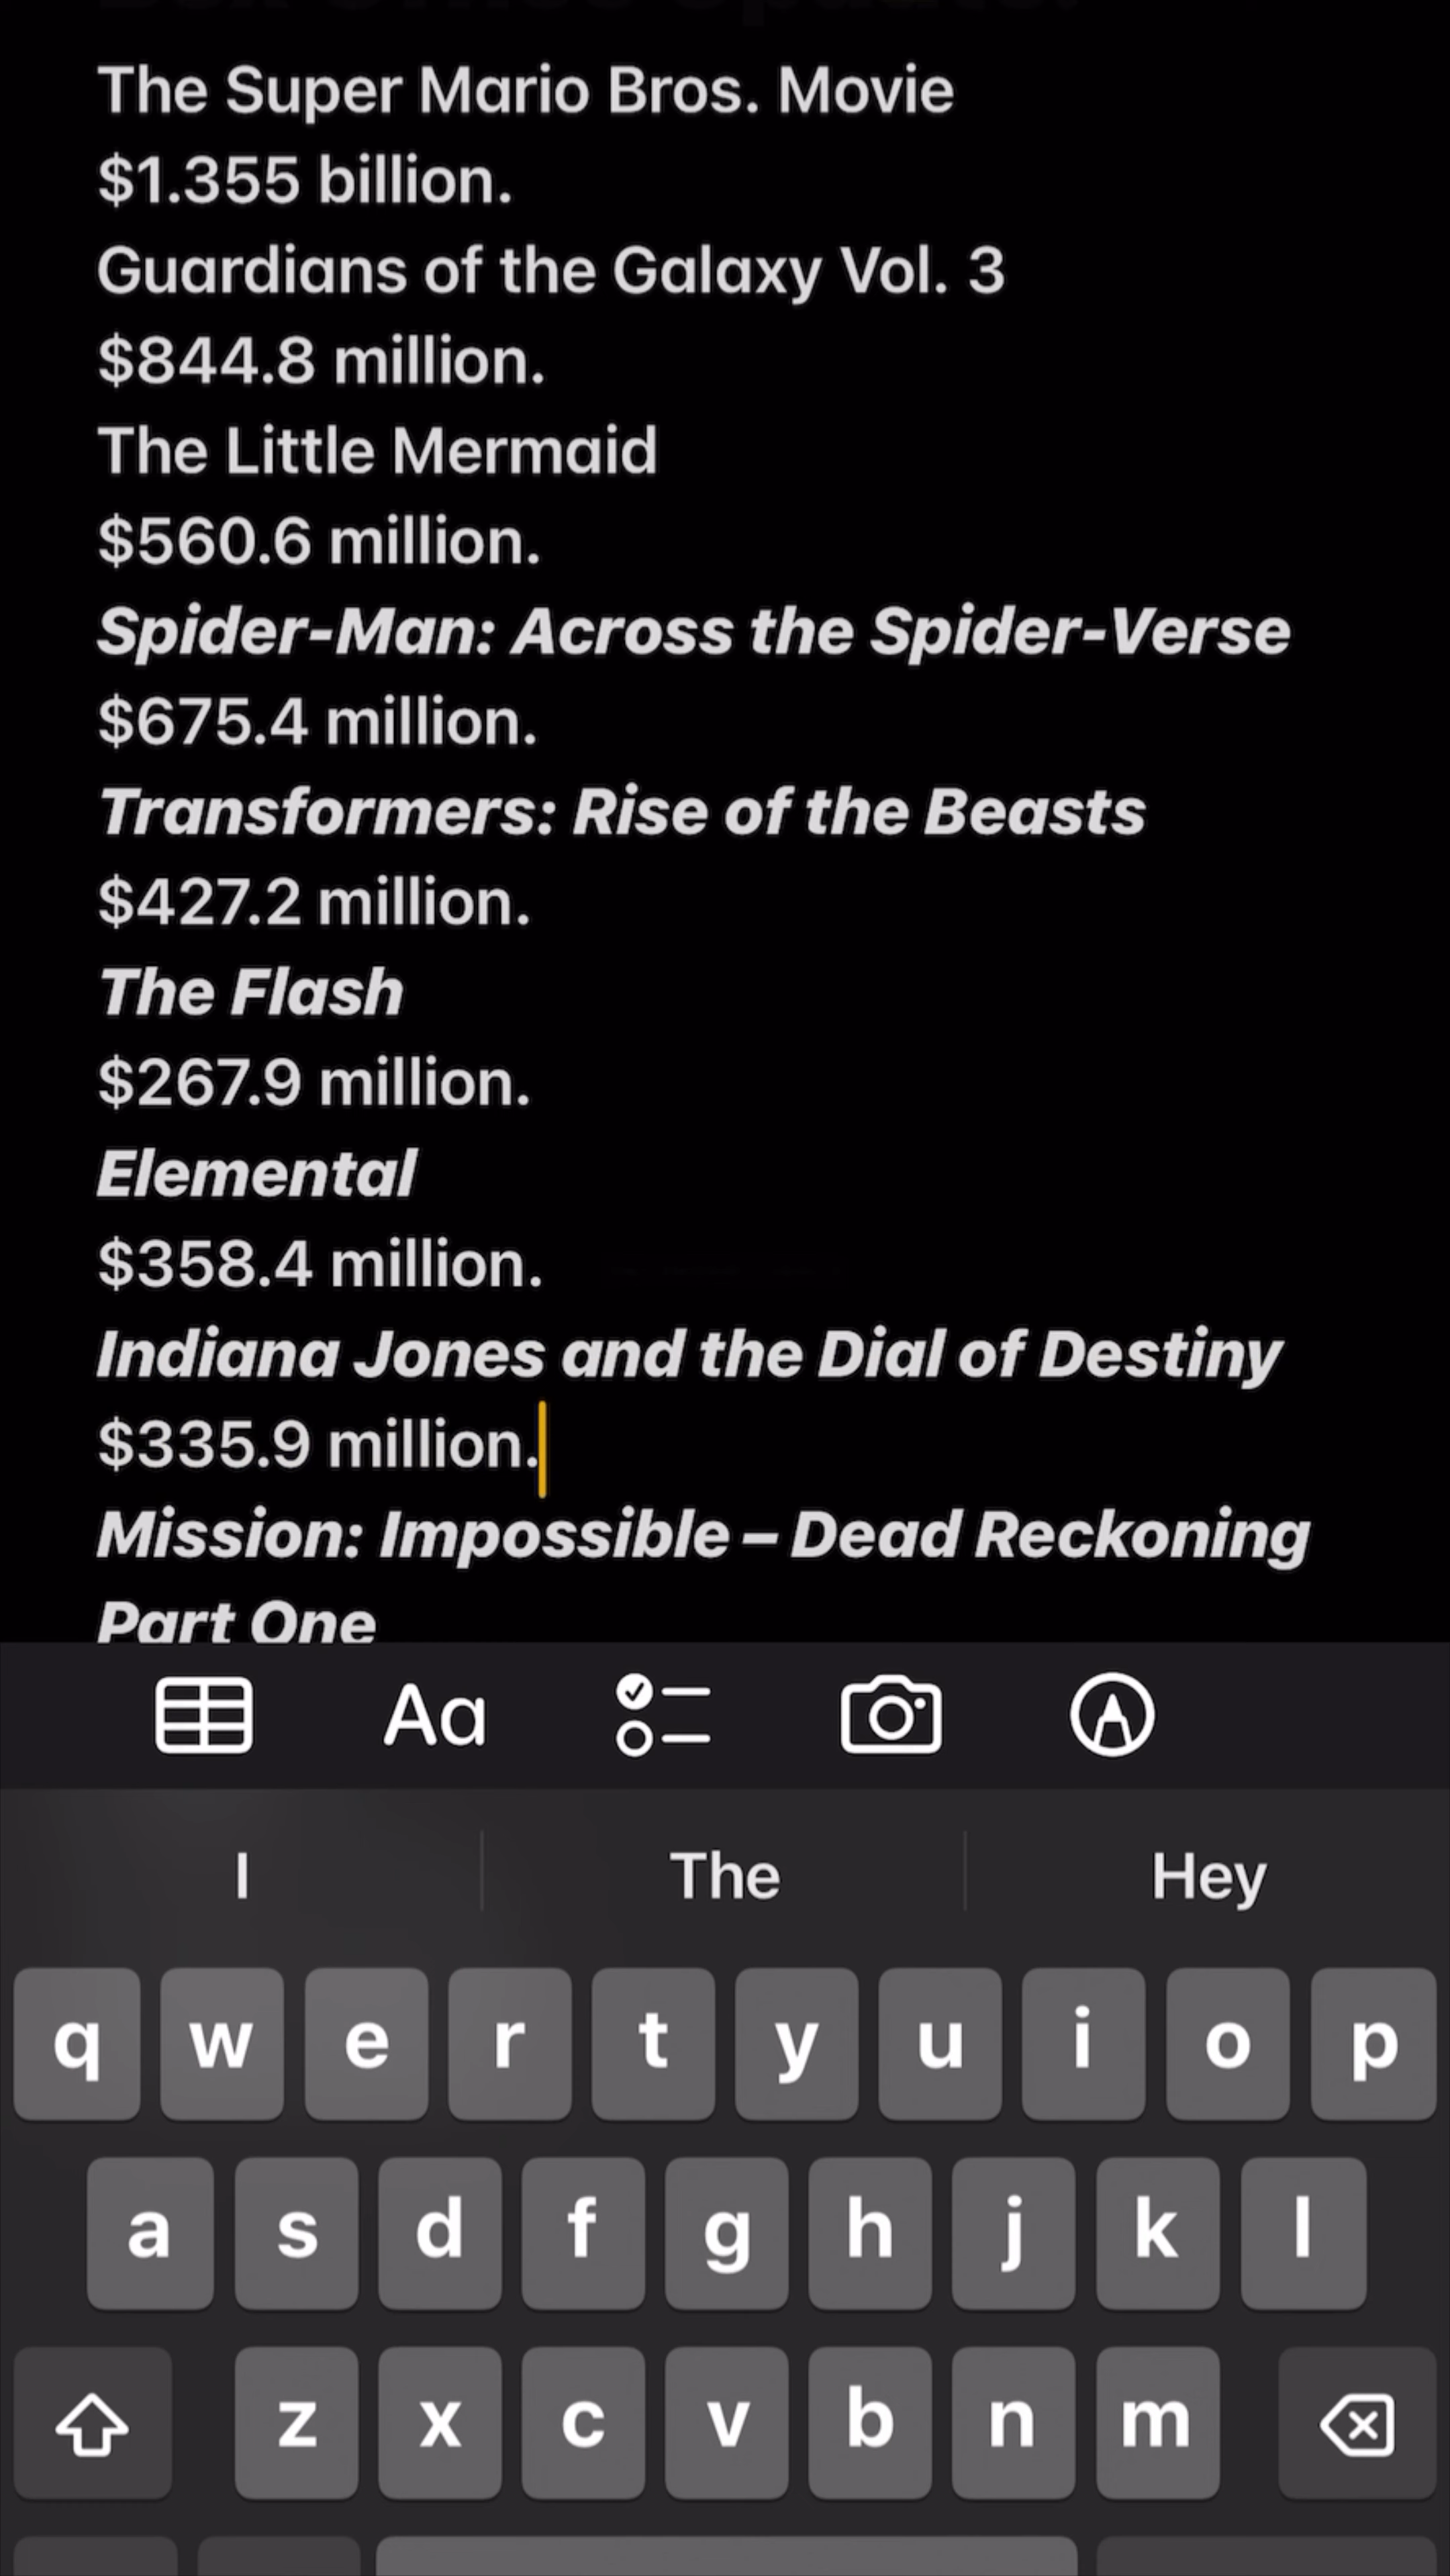 The Super Mario Bros. Movie
$1.355 billion.
Guardians of the Galaxy Vol. 3
$844.8 million.
The Little Mermaid
$560.6 million.
Spider-Man: Across the Spider-Verse
$675.4 million.
Transformers: Rise of the Beasts
$427.2 million.
The Flash
$267.9 million.
Elemental
$358.4 million.
Indiana Jones and the Dial of Destiny
$335.9 million.
Mission: Impossible – Dead Reckoning
Part One
Aa
I The Hey
q w e r t y u i o p
a s d f g h j k l
z x c v b n m